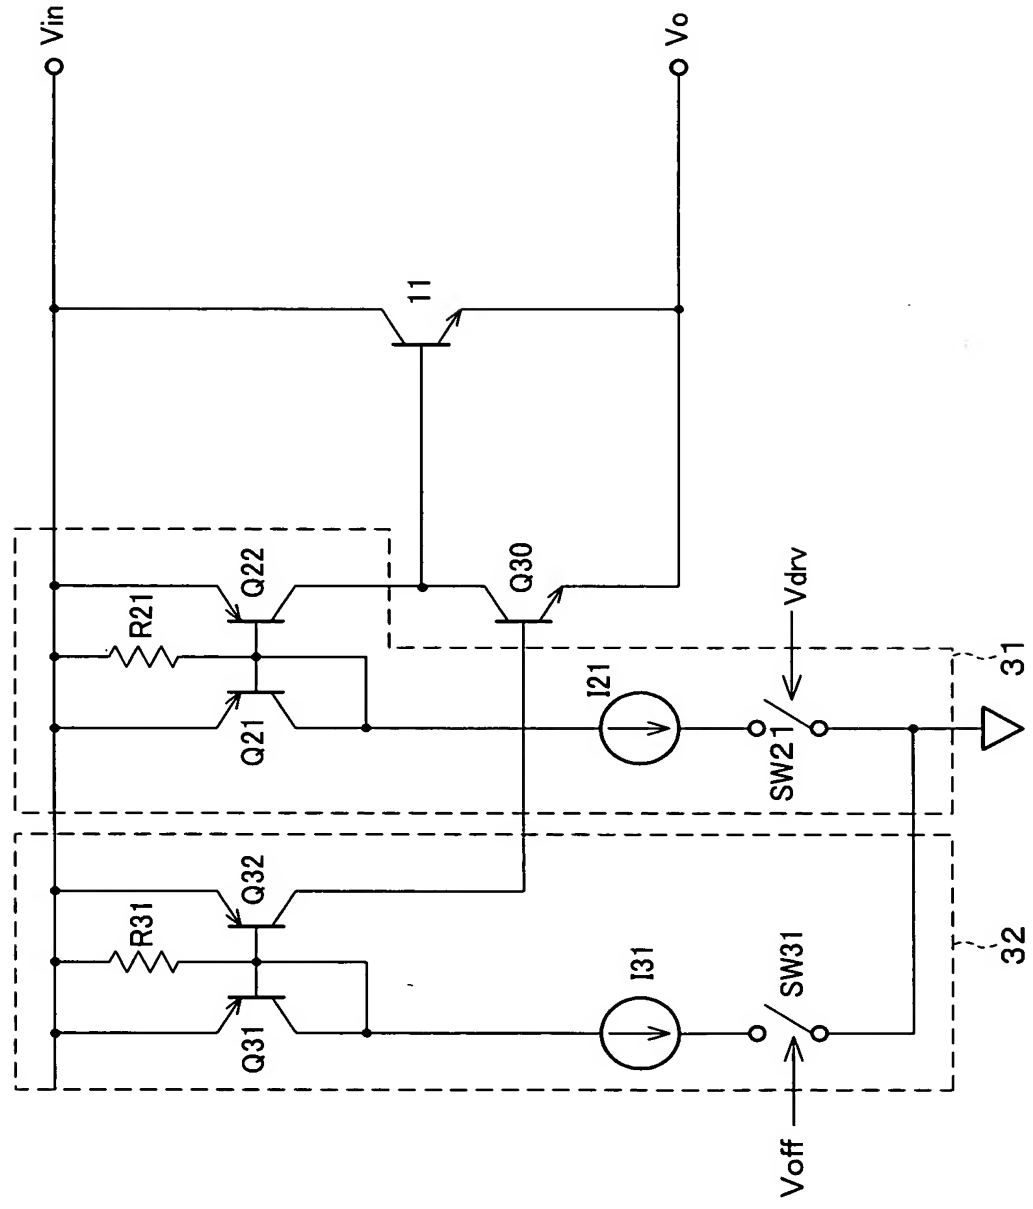 Vin
Vo
11
Q22
R21
Q21
Q30
I21
Vdrv
SW21
31
Q32
R31
Q31
I31
SW31
32
Voff